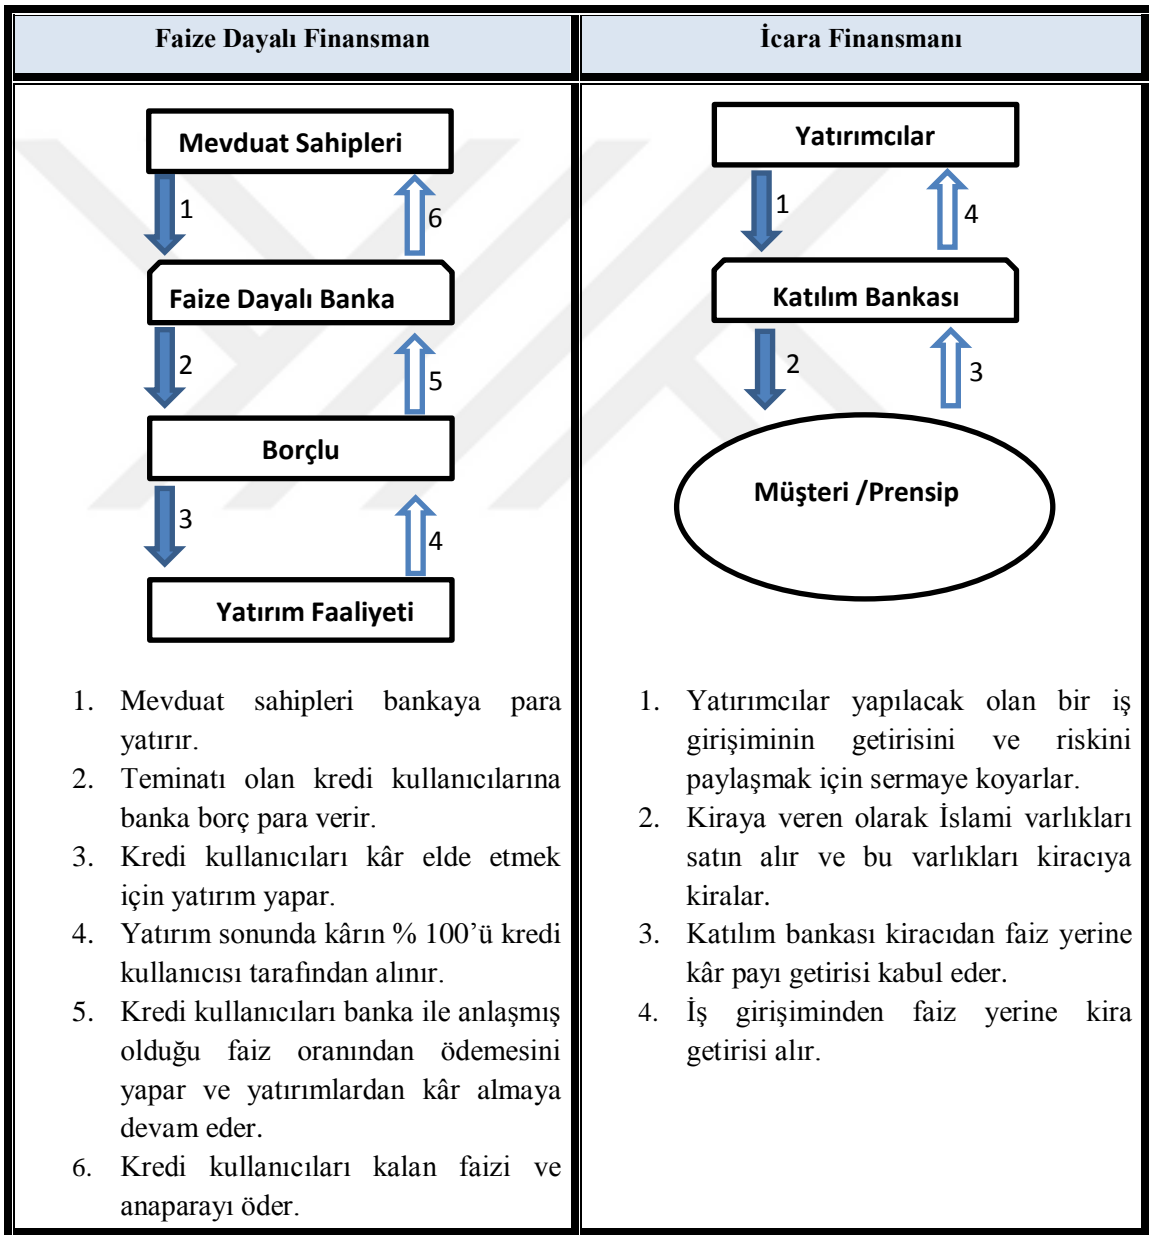 Faize Dayalı Finansman
Mevduat Sahipleri
1
6
Faize Dayalı Banka
2
5
Borçlu
3
4
Yatırım Faaliyeti
1. Mevduat sahipleri bankaya para
yatırır.
2. Teminatı olan kredi kullanıcılarına
banka borç para verir.
3. Kredi kullanıcıları kâr elde etmek
için yatırım yapar.
4. Yatırım sonunda kârın % 100’ü kredi
kullanıcısı tarafından alınır.
5. Kredi kullanıcıları banka ile anlaşmış
olduğu faiz oranından ödemesini
yapar ve yatırımlardan kâr almaya
devam eder.
6. Kredi kullanıcıları kalan faizi ve
anaparayı öder.
İcara Finansmanı
Yatırımcılar
1
4
Katılım Bankası
2
3
Müşteri /Prensip
1. Yatırımcılar yapılacak olan bir iş
girişiminin getirisini ve riskini
paylaşmak için sermaye koyarlar.
2. Kiraya veren olarak İslami varlıkları
satın alır ve bu varlıkları kiracıya
kiralar.
3. Katılım bankası kiracıdan faiz yerine
kâr payı getirisi kabul eder.
4. İş girişiminden faiz yerine kira
getirisi alır.